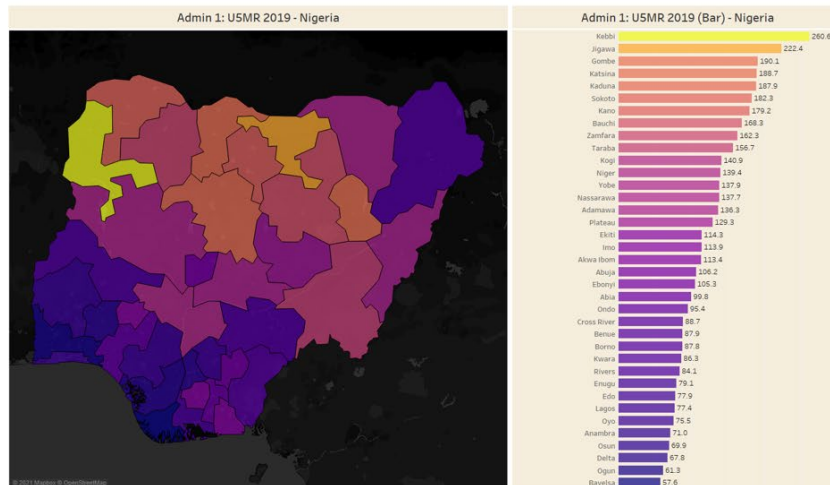 Admin 1: U5MR 2019 - Nigeria
© 2021 Mapbox © OpenStreetMap
Admin 1: U5MR 2019 (Bar) - Nigeria
Kebbi 260.6
Jigawa 222.4
Gombe 190.1
Katsina 188.7
Kaduna 187.9
Sokoto 182.3
Kano 179.2
Bauchi 168.3
Zamfara 162.3
Taraba 156.7
Kogi 140.9
Niger 139.4
Yobe 137.9
Nassarawa 137.7
Adamawa 136.3
Plateau 129.3
Ekiti 114.3
Imo 113.9
Akwa Ibom 113.4
Abuja 106.2
Ebonyi 105.3
Abia 99.8
Ondo 95.4
Cross River 88.7
Benue 87.9
Borno 87.8
Kwara 86.3
Rivers 84.1
Enugu 79.1
Edo 77.9
Lagos 77.4
Oyo 75.5
Anambra 71.0
Osun 69.9
Delta 67.8
Ogun 61.3
Bayelsa 57.6